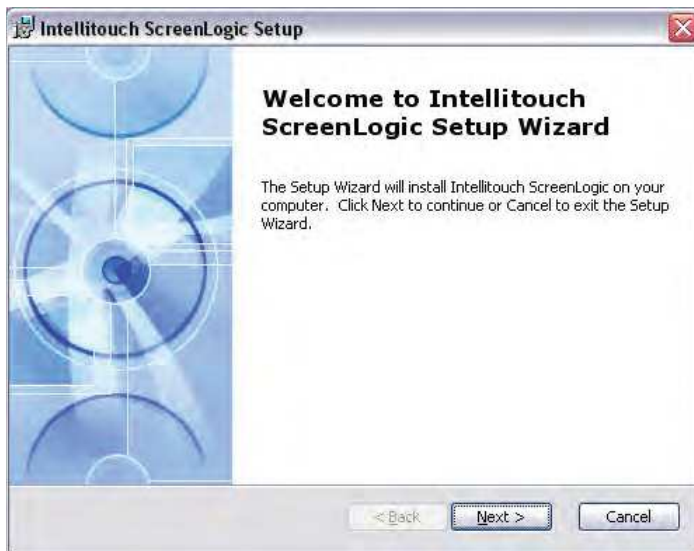 Intellitouch ScreenLogic Setup
Welcome to Intellitouch
ScreenLogic Setup Wizard
The Setup Wizard will install Intellitouch ScreenLogic on your
computer. Click Next to continue or Cancel to exit the Setup
Wizard.
< Back
Next >
Cancel